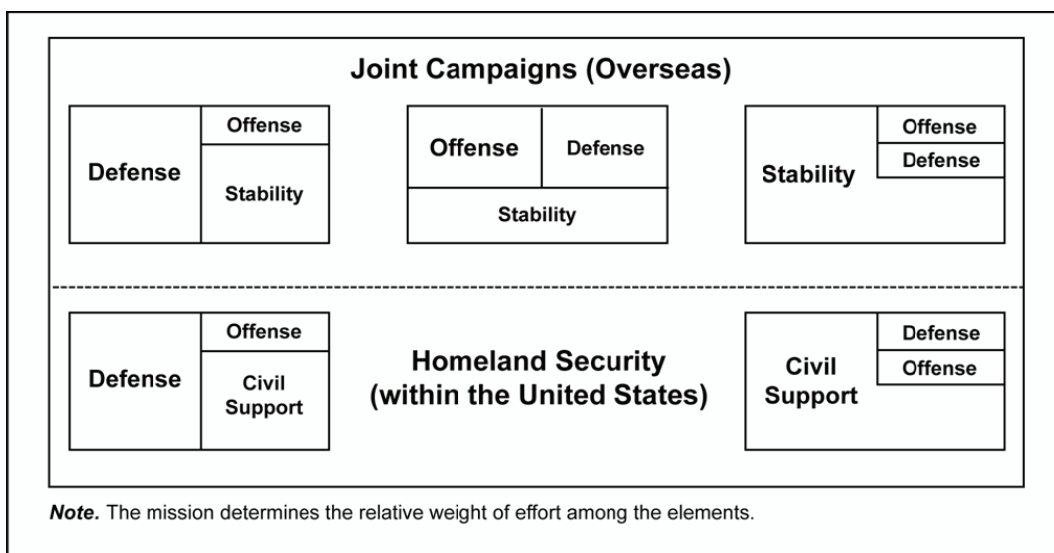 Joint Campaigns (Overseas)
Defense
Offense
Stability
Offense
Defense
Stability
Stability
Offense
Defense
Defense
Offense
Civil
Support
Homeland Security
(within the United States)
Civil
Support
Defense
Offense
Note. The mission determines the relative weight of effort among the elements.